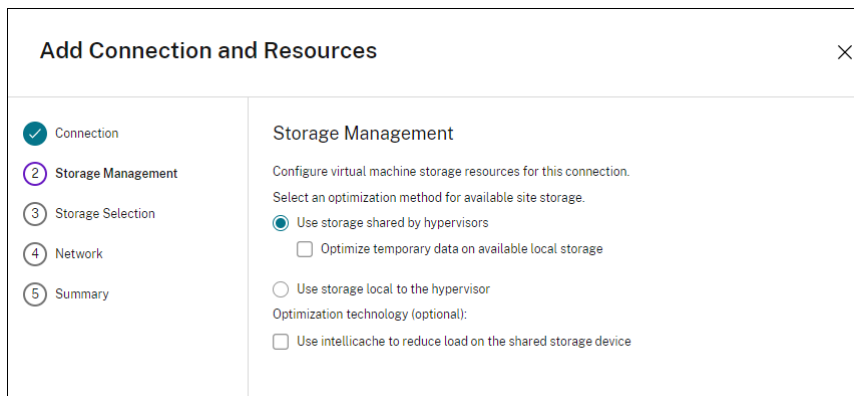 Add Connection and Resources
Connection
2 Storage Management
3 Storage Selection
4 Network
5 Summary
Storage Management
Configure virtual machine storage resources for this connection.
Select an optimization method for available site storage.
Use storage shared by hypervisors
Optimize temporary data on available local storage
Use storage local to the hypervisor
Optimization technology (optional):
Use intellicache to reduce load on the shared storage device